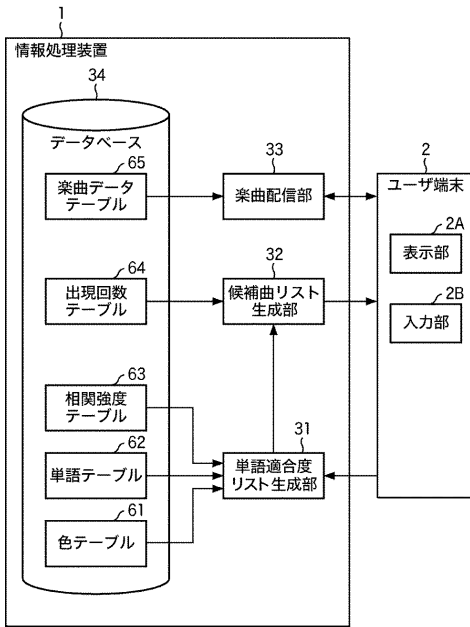 1
情報処理装置
34
データベース
65
楽曲データ
テーブル
33
楽曲配信部
2
ユーザ端末
2A
表示部
64
出現回数
テーブル
32
候補曲リスト
生成部
2B
入力部
63
相関強度
テーブル
62
単語テーブル
31
単語適合度
リスト生成部
61
色テーブル